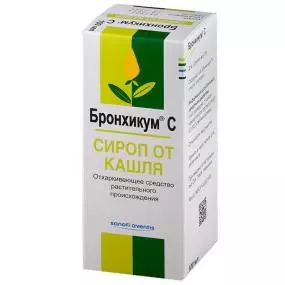 Бронхикум® С
СИРОП ОТ
КАШЛЯ
Отхаркивающее средство
растительного
происхождения
sanofi aventis